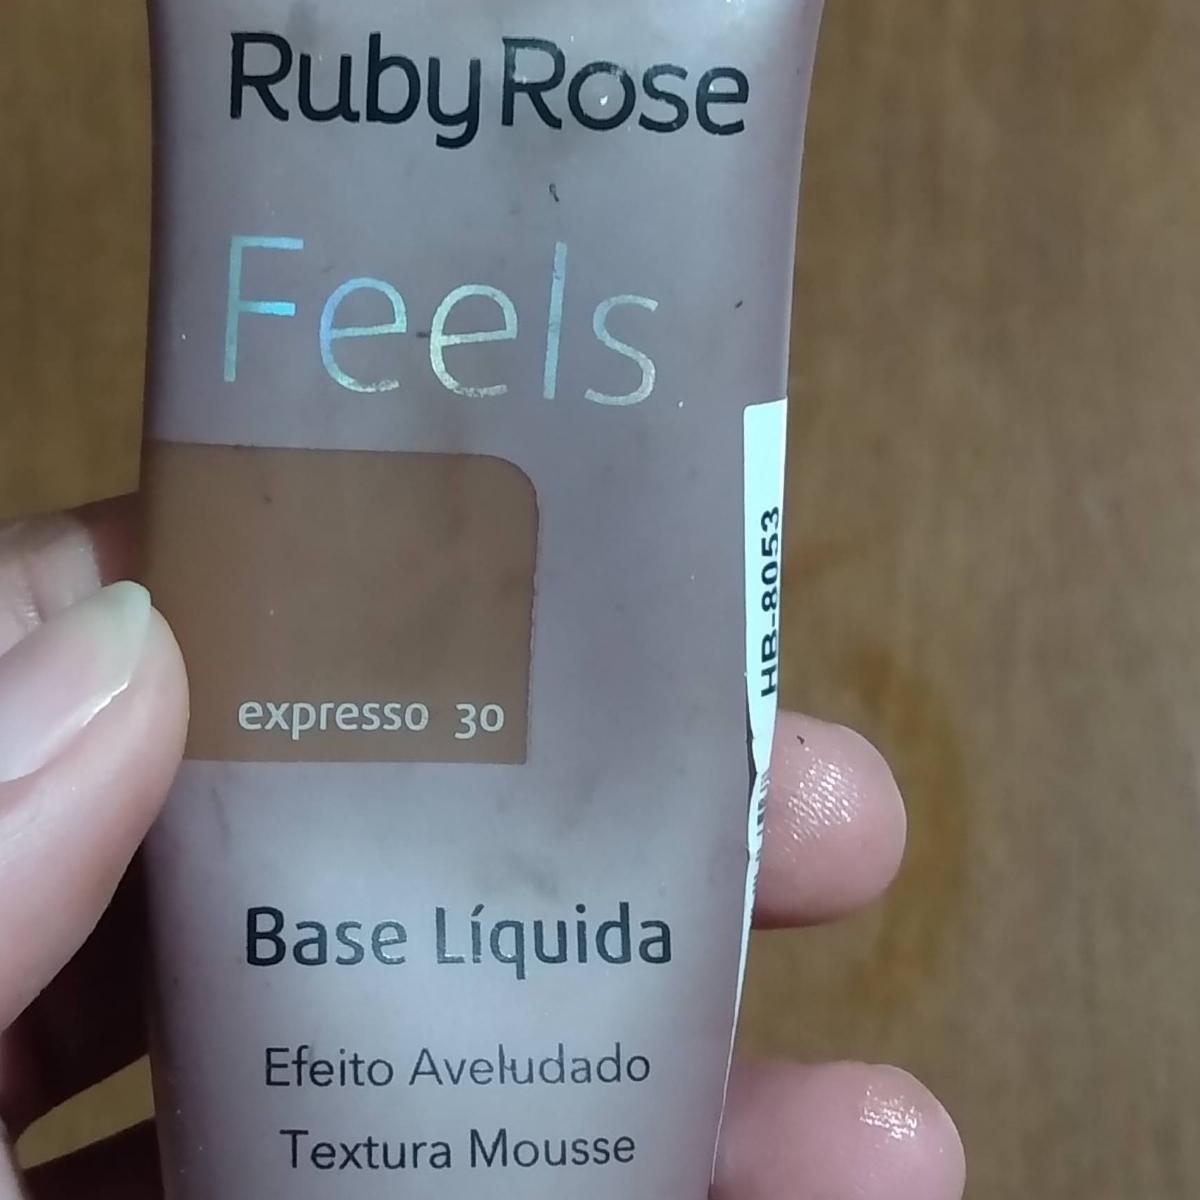 RubyRose
Feels
HB-8053
expresso 30
Base Líquida
Efeito Aveludado
Textura Mousse